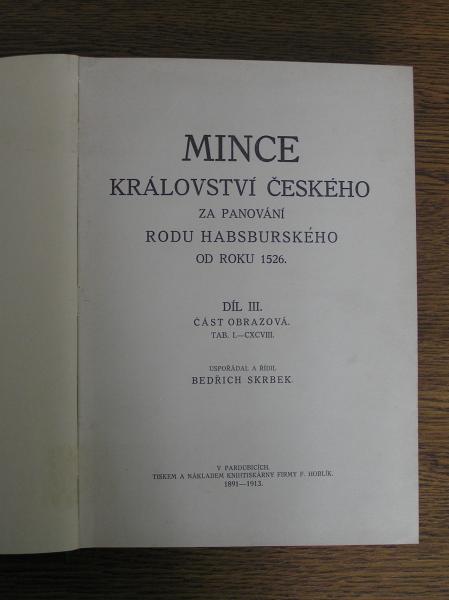 MINCE
KRÁLOVSTVÍ ČESKÉHO
ZA PANOVÁNÍ
RODU HABSBURSKÉHO
OD ROKU 1526.
DÍL III.
ČÁST OBRAZOVÁ.
TAB. I.—CXCVIII.
USPOŘÁDAL A ŘÍDIL
BEDŘICH SKRBEK.
V PARDUBICÍCH.
TISKEM A NÁKLADEM KNIHTISKÁRNY FIRMY F. HOBLÍK.
1891—1913.